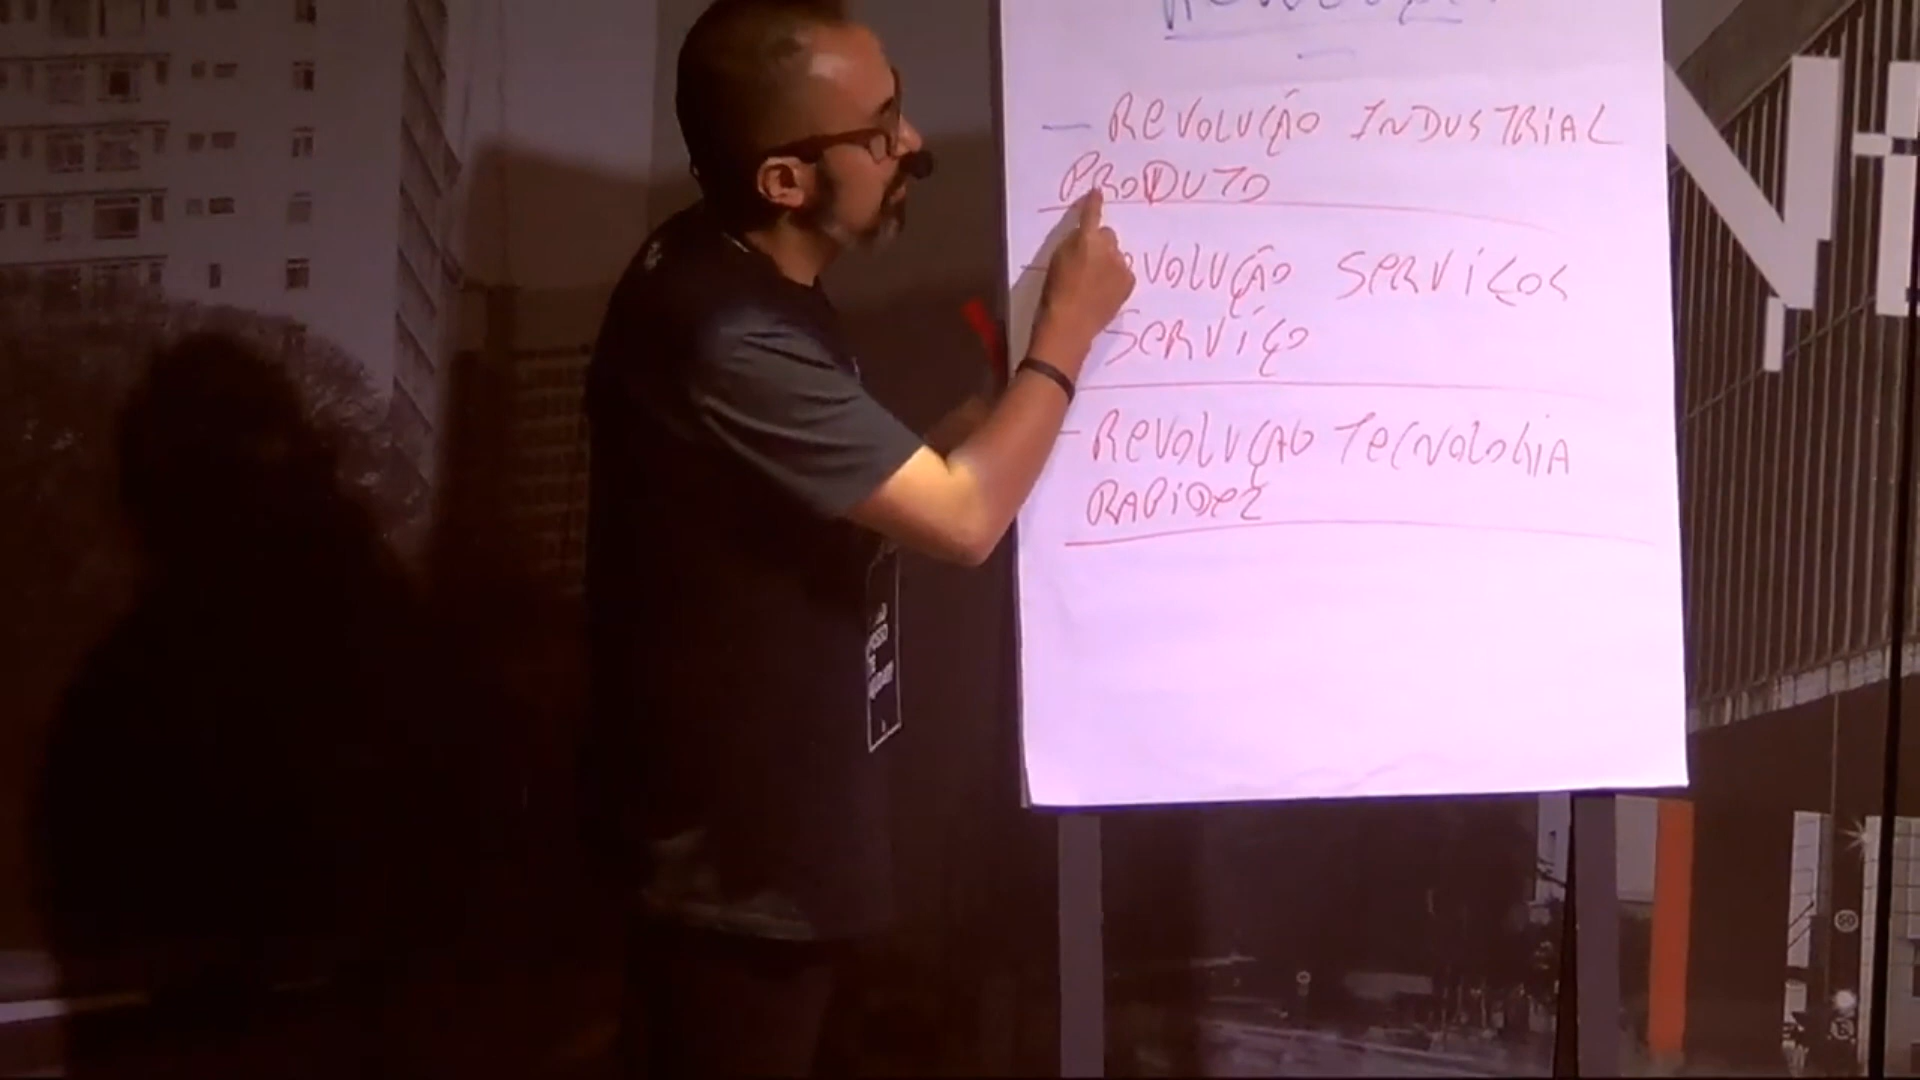 — REVOLUÇÃO INDUSTRIAL
PRODUTO
REVOLUÇÃO SERVIÇOS
SERVIÇO
- REVOLUÇÃO TECNOLOGIA
RAPIDEZ